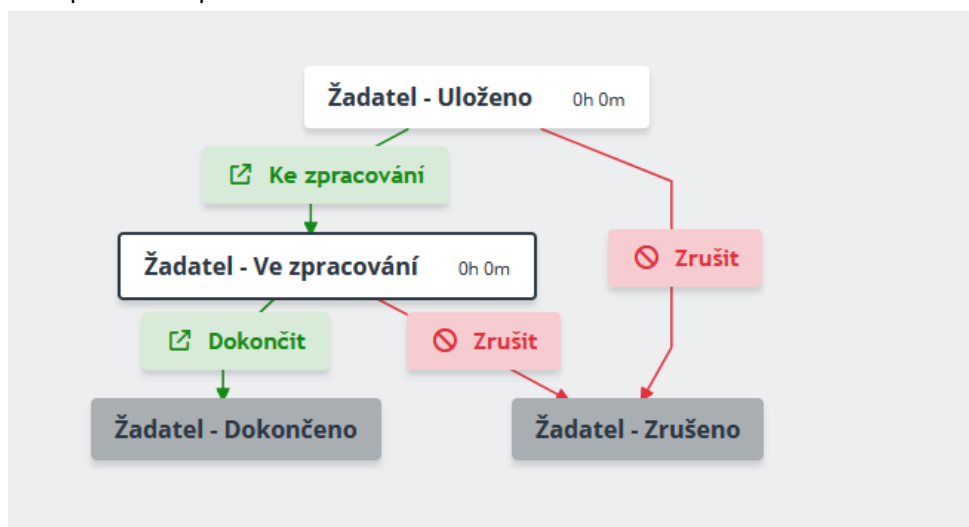 Žadatel - Uloženo 0h 0m
Ke zpracování
Žadatel - Ve zpracování 0h 0m
Zrušit
Dokončit
Zrušit
Žadatel - Dokončeno
Žadatel - Zrušeno